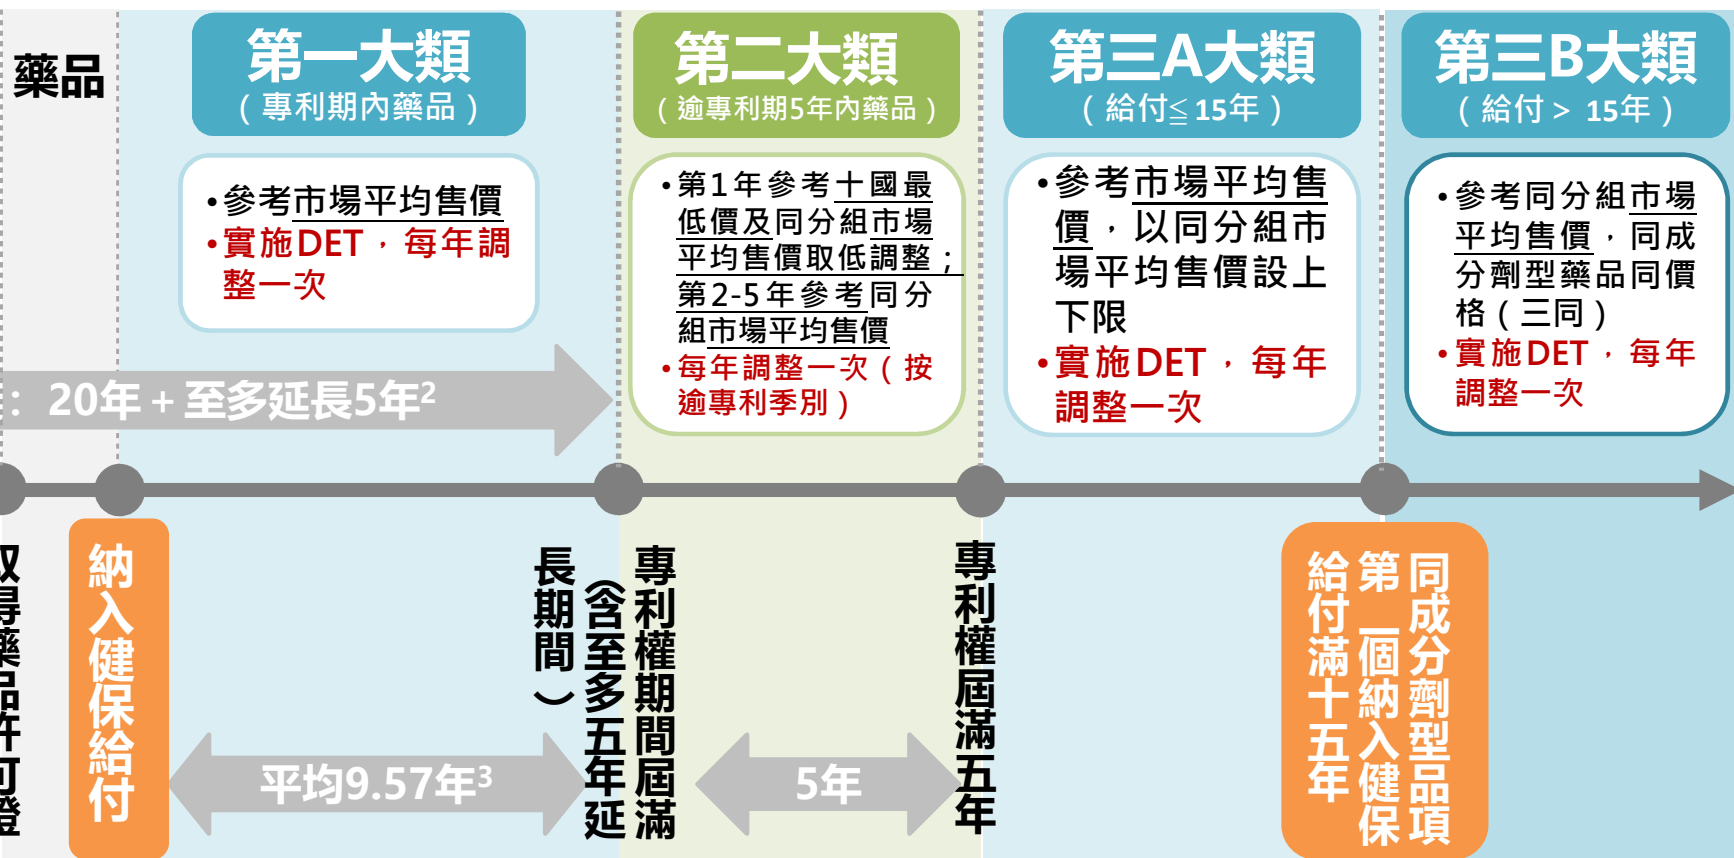 藥品
第一大類
（專利期內藥品）
•參考市場平均售價
•實施DET，每年調
整一次
第二大類
（逾專利期5年內藥品）
•第1年參考十國最
低價及同分組市場
平均售價取低調整；
第2-5年參考同分
組市場平均售價
•每年調整一次（按
逾專利季別）
第三A大類
（給付≦15年）
•參考市場平均售
價，以同分組市
場平均售價設上
下限
•實施DET，每年
調整一次
第三B大類
（給付＞15年）
•參考同分組市場
平均售價，同成
分劑型藥品同價
格（三同）
•實施DET，每年
調整一次
：20年＋至多延長5年2
取得藥品許可證
納入健保給付
專利權期間屆滿
（含至多五年延
長期間）
專利權屆滿五年
同成分劑型品項
第一個納入健保
給付滿十五年
平均9.57年3
5年